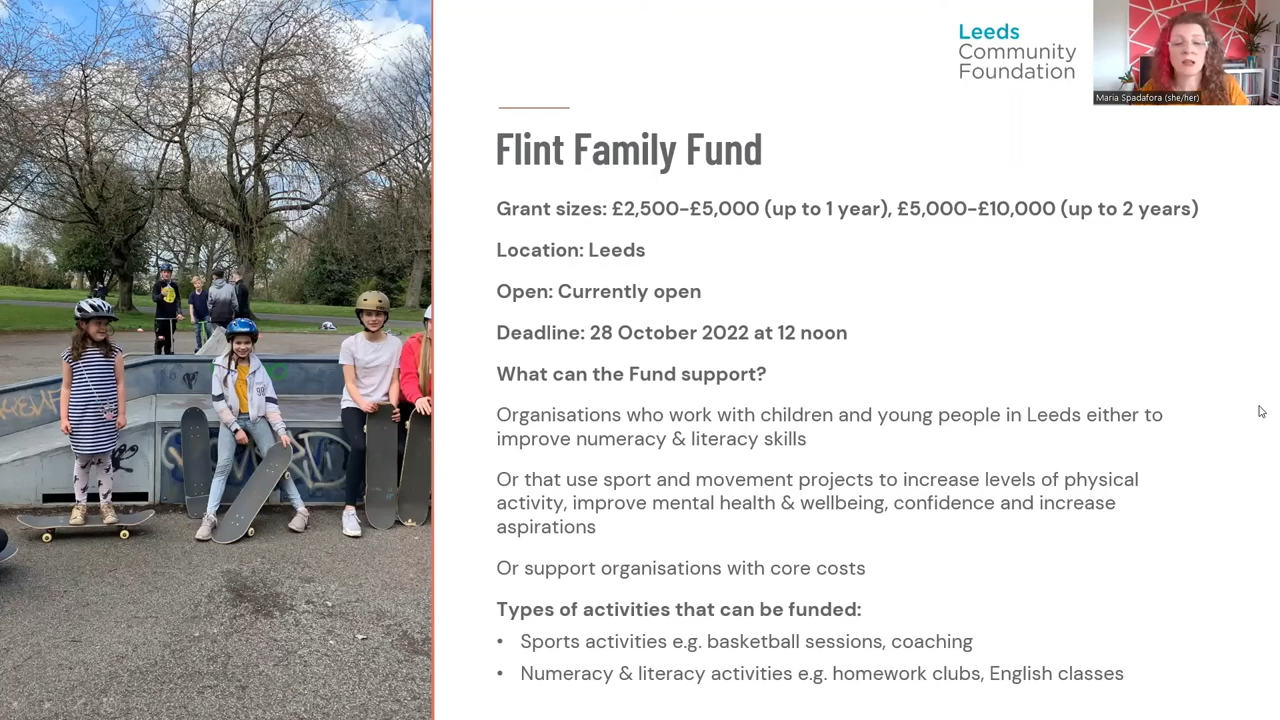 Leeds
Community
Foundation
Maria Spadafora (she/her)
Flint Family Fund
Grant sizes: £2,500-£5,000 (up to 1 year), £5,000-£10,000 (up to 2 years)
Location: Leeds
Open: Currently open
Deadline: 28 October 2022 at 12 noon
What can the Fund support?
Organisations who work with children and young people in Leeds either to
improve numeracy & literacy skills
Or that use sport and movement projects to increase levels of physical
activity, improve mental health & wellbeing, confidence and increase
aspirations
Or support organisations with core costs
Types of activities that can be funded:
• Sports activities e.g. basketball sessions, coaching
• Numeracy & literacy activities e.g. homework clubs, English classes